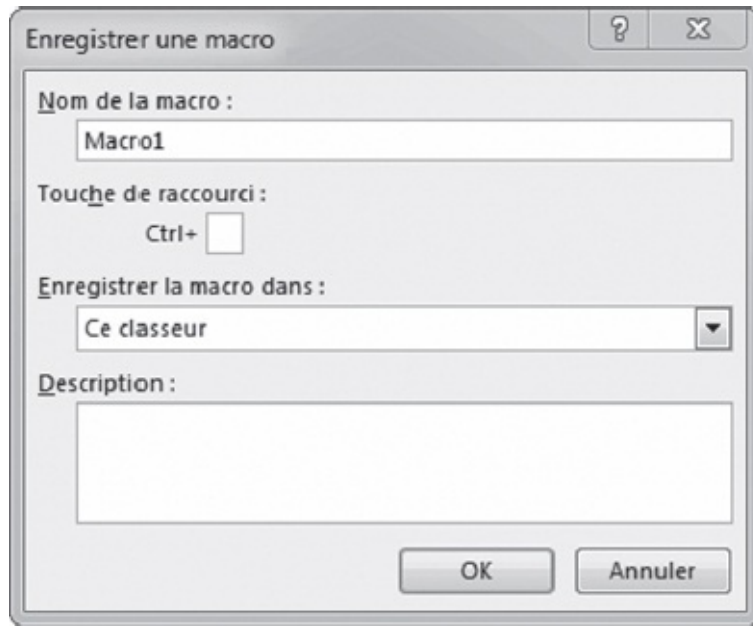 Enregistrer une macro
Nom de la macro :
Macro1
Touche de raccourci :
Ctrl+
Enregistrer la macro dans :
Ce classeur
Description :
OK
Annuler